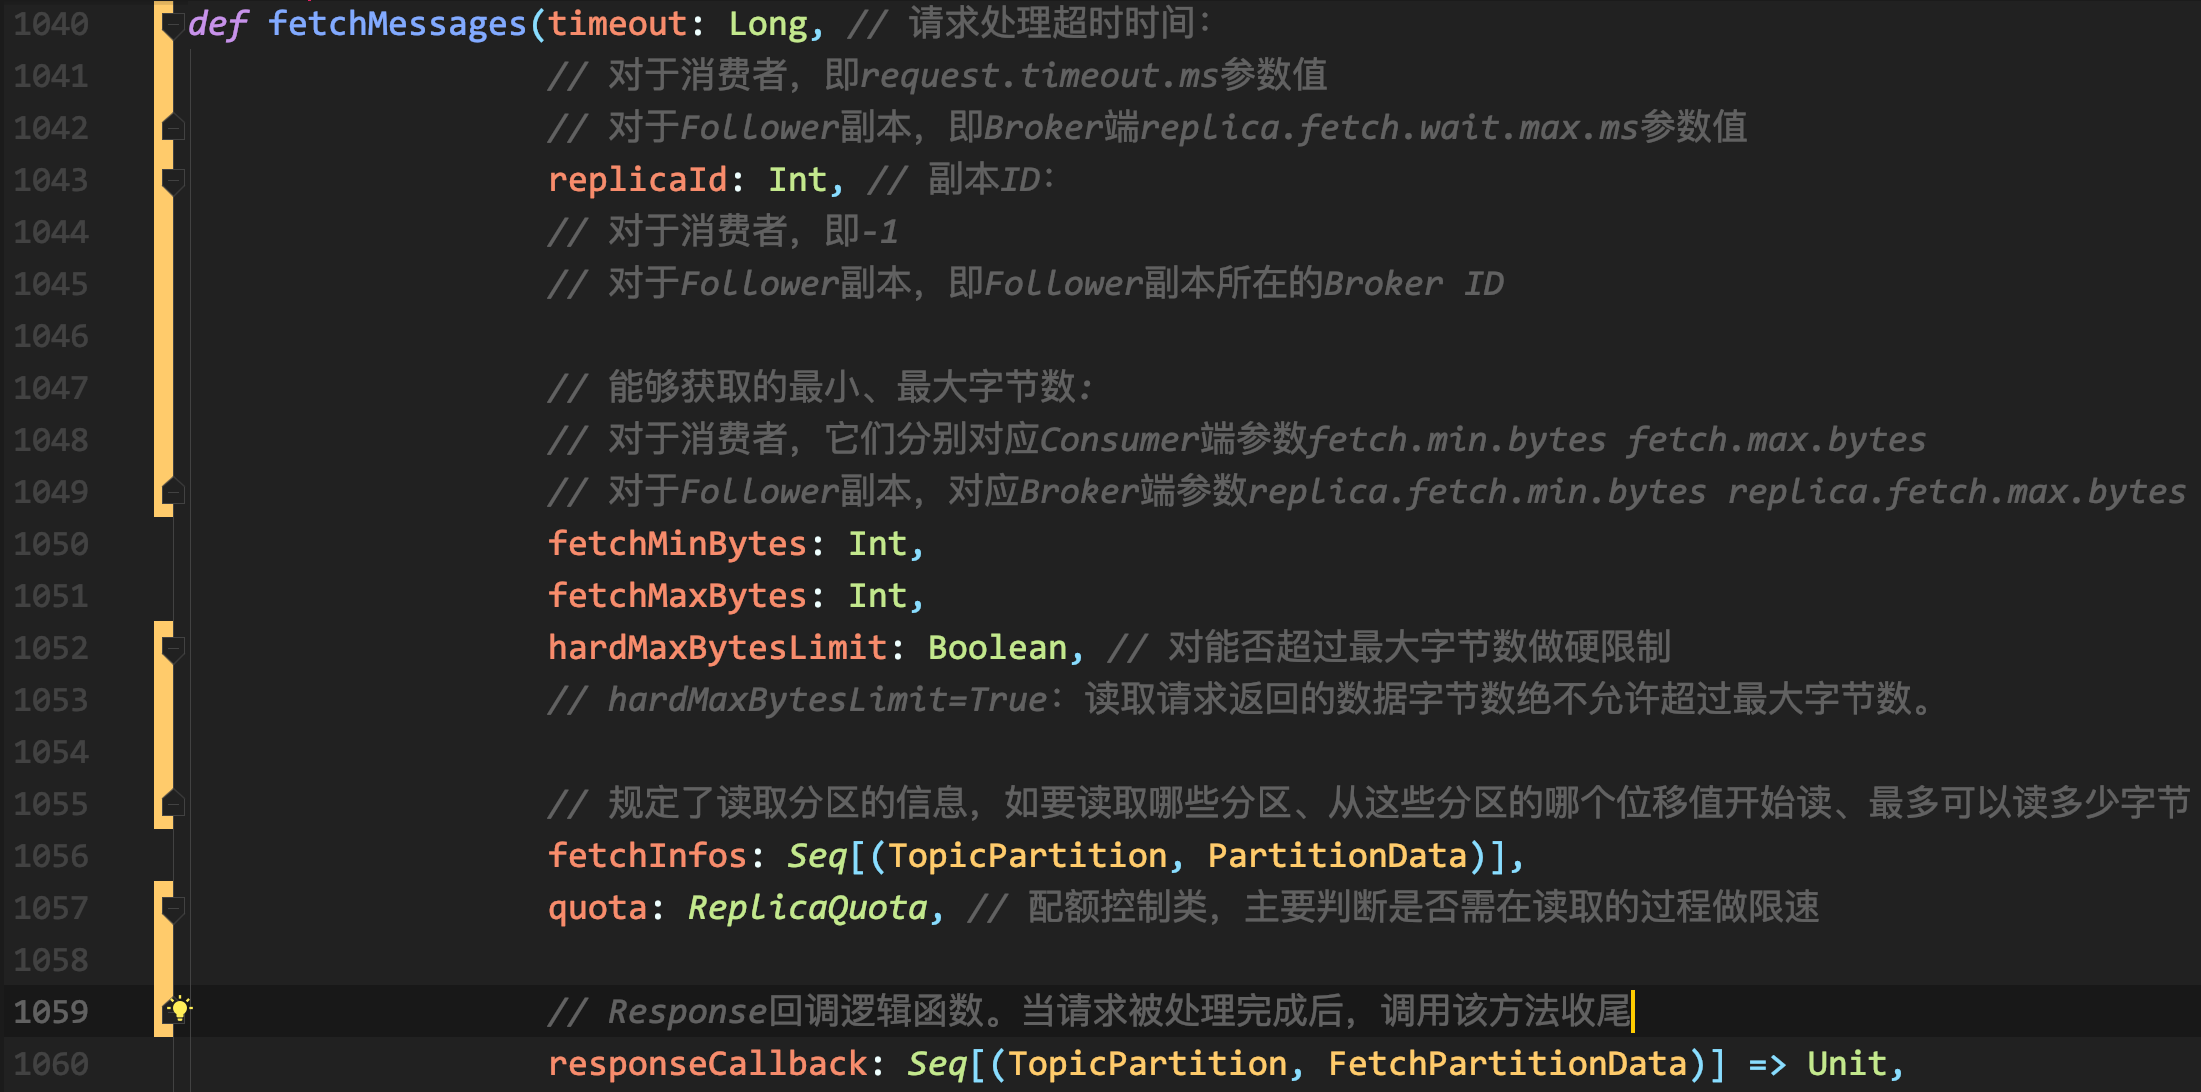 1040 def fetchMessages(timeout: Long, // 请求处理超时时间：
1041 // 对于消费者，即request.timeout.ms参数值
1042 // 对于Follower副本，即Broker端replica.fetch.wait.max.ms参数值
1043 replicaId: Int, // 副本ID：
1044 // 对于消费者，即-1
1045 // 对于Follower副本，即Follower副本所在的Broker ID
1046
1047 // 能够获取的最小、最大字节数:
1048 // 对于消费者，它们分别对应Consumer端参数fetch.min.bytes fetch.max.bytes
1049 // 对于Follower副本，对应Broker端参数replica.fetch.min.bytes replica.fetch.max.bytes
1050 fetchMinBytes: Int,
1051 fetchMaxBytes: Int,
1052 hardMaxBytesLimit: Boolean, // 对能否超过最大字节数做硬限制
1053 // hardMaxBytesLimit=True：读取请求返回的数据字节数绝不允许超过最大字节数。
1054
1055 // 规定了读取分区的信息，如要读取哪些分区、从这些分区的哪个位移值开始读、最多可以读多少字节
1056 fetchInfos: Seq[(TopicPartition, PartitionData)],
1057 quota: ReplicaQuota, // 配额控制类，主要判断是否需在读取的过程做限速
1058
1059 // Response回调逻辑函数。当请求被处理完成后，调用该方法收尾
1060 responseCallback: Seq[(TopicPartition, FetchPartitionData)] => Unit,